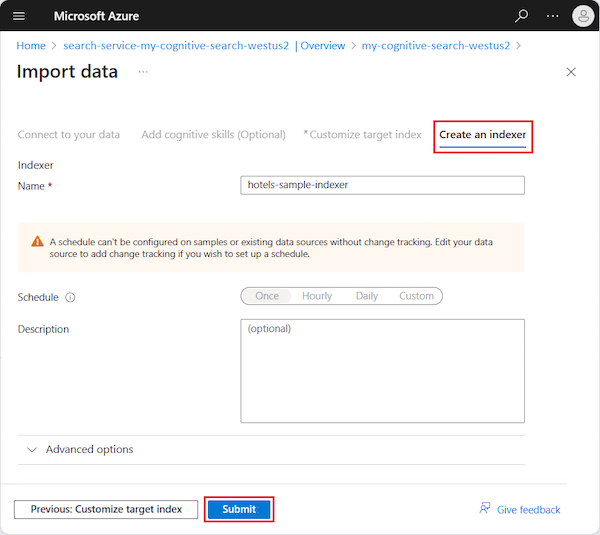 Microsoft Azure
Home > search-service-my-cognitive-search-westus2 | Overview > my-cognitive-search-westus2 >
Import data ...
Connect to your data Add cognitive skills (Optional) * Customize target index Create an indexer
Indexer
Name * hotels-sample-indexer
A schedule can't be configured on samples or existing data sources without change tracking. Edit your data
source to add change tracking if you wish to set up a schedule.
Schedule Once Hourly Daily Custom
Description (optional)
Advanced options
Previous: Customize target index Submit Give feedback